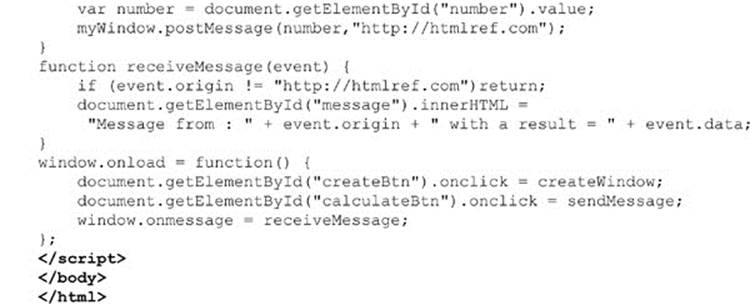 var number = document.getElementById("number").value;
myWindow.postMessage(number,"http://htmlref.com");
}
function receiveMessage(event) {
if (event.origin != "http://htmlref.com")return;
document.getElementById("message").innerHTML =
"Message from : " + event.origin + " with a result = " + event.data;
}
window.onload = function() {
document.getElementById("createBtn").onclick = createWindow;
document.getElementById("calculateBtn").onclick = sendMessage;
window.onmessage = receiveMessage;
};
</script>
</body>
</html>